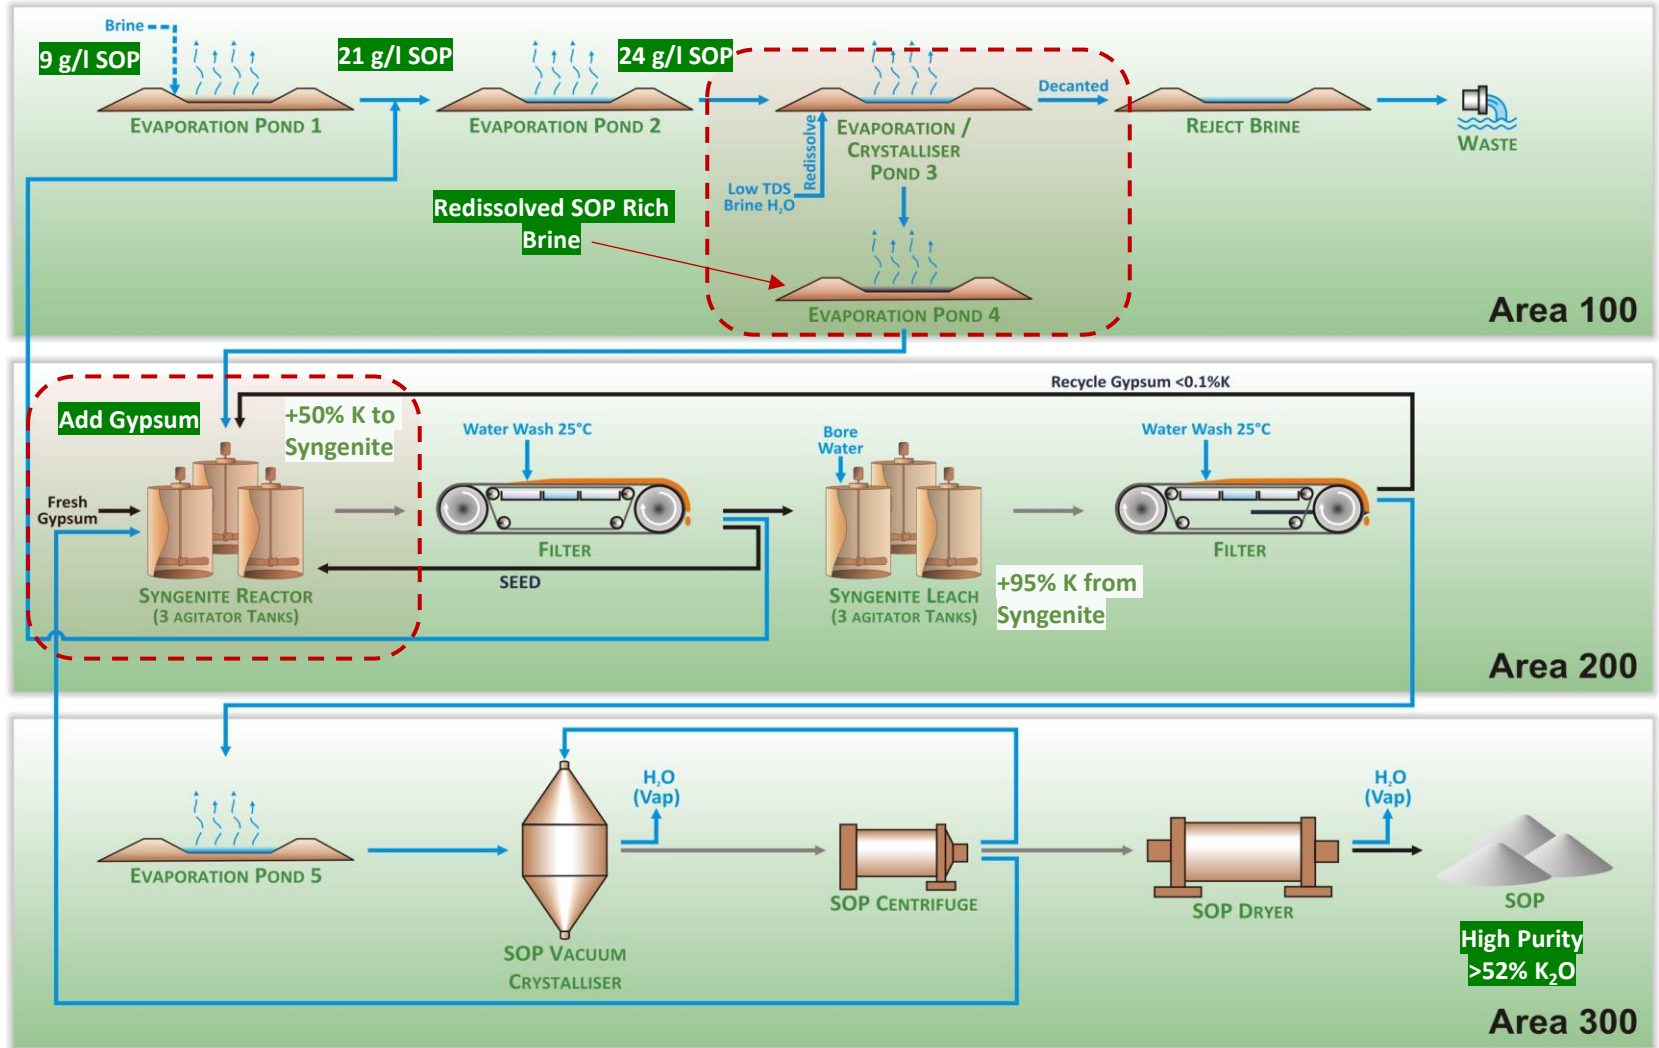 Brine
9 g/l SOP
21 g/l SOP
24 g/l SOP
EVAPORATION POND 1
EVAPORATION POND 2
Redissolve
EVAPORATION /
CRYSTALLISER
POND 3
Decanted
REJECT BRINE
WASTE
Low TDS
Brine H₂O
Redissolved SOP Rich
Brine
EVAPORATION POND 4
Area 100
Recycle Gypsum <0.1%K
Add Gypsum
+50% K to
Syngenite
Water Wash 25°C
Bore
Water
Water Wash 25°C
Fresh
Gypsum
FILTER
FILTER
SEED
SYNGENITE REACTOR
(3 AGITATOR TANKS)
SYNGENITE LEACH
(3 AGITATOR TANKS)
+95% K from
Syngenite
Area 200
H₂O
(Vap)
H₂O
(Vap)
EVAPORATION POND 5
SOP VACUUM
CRYSTALLISER
SOP CENTRIFUGE
SOP DRYER
SOP
High Purity
>52% K₂O
Area 300